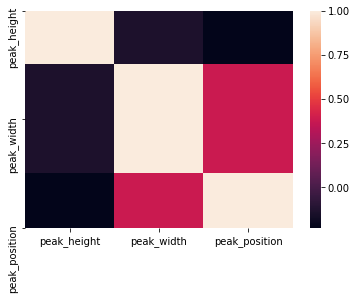 peak_height
peak_width
peak_position
peak_height
peak_width
peak_position
1.00
0.75
0.50
0.25
0.00